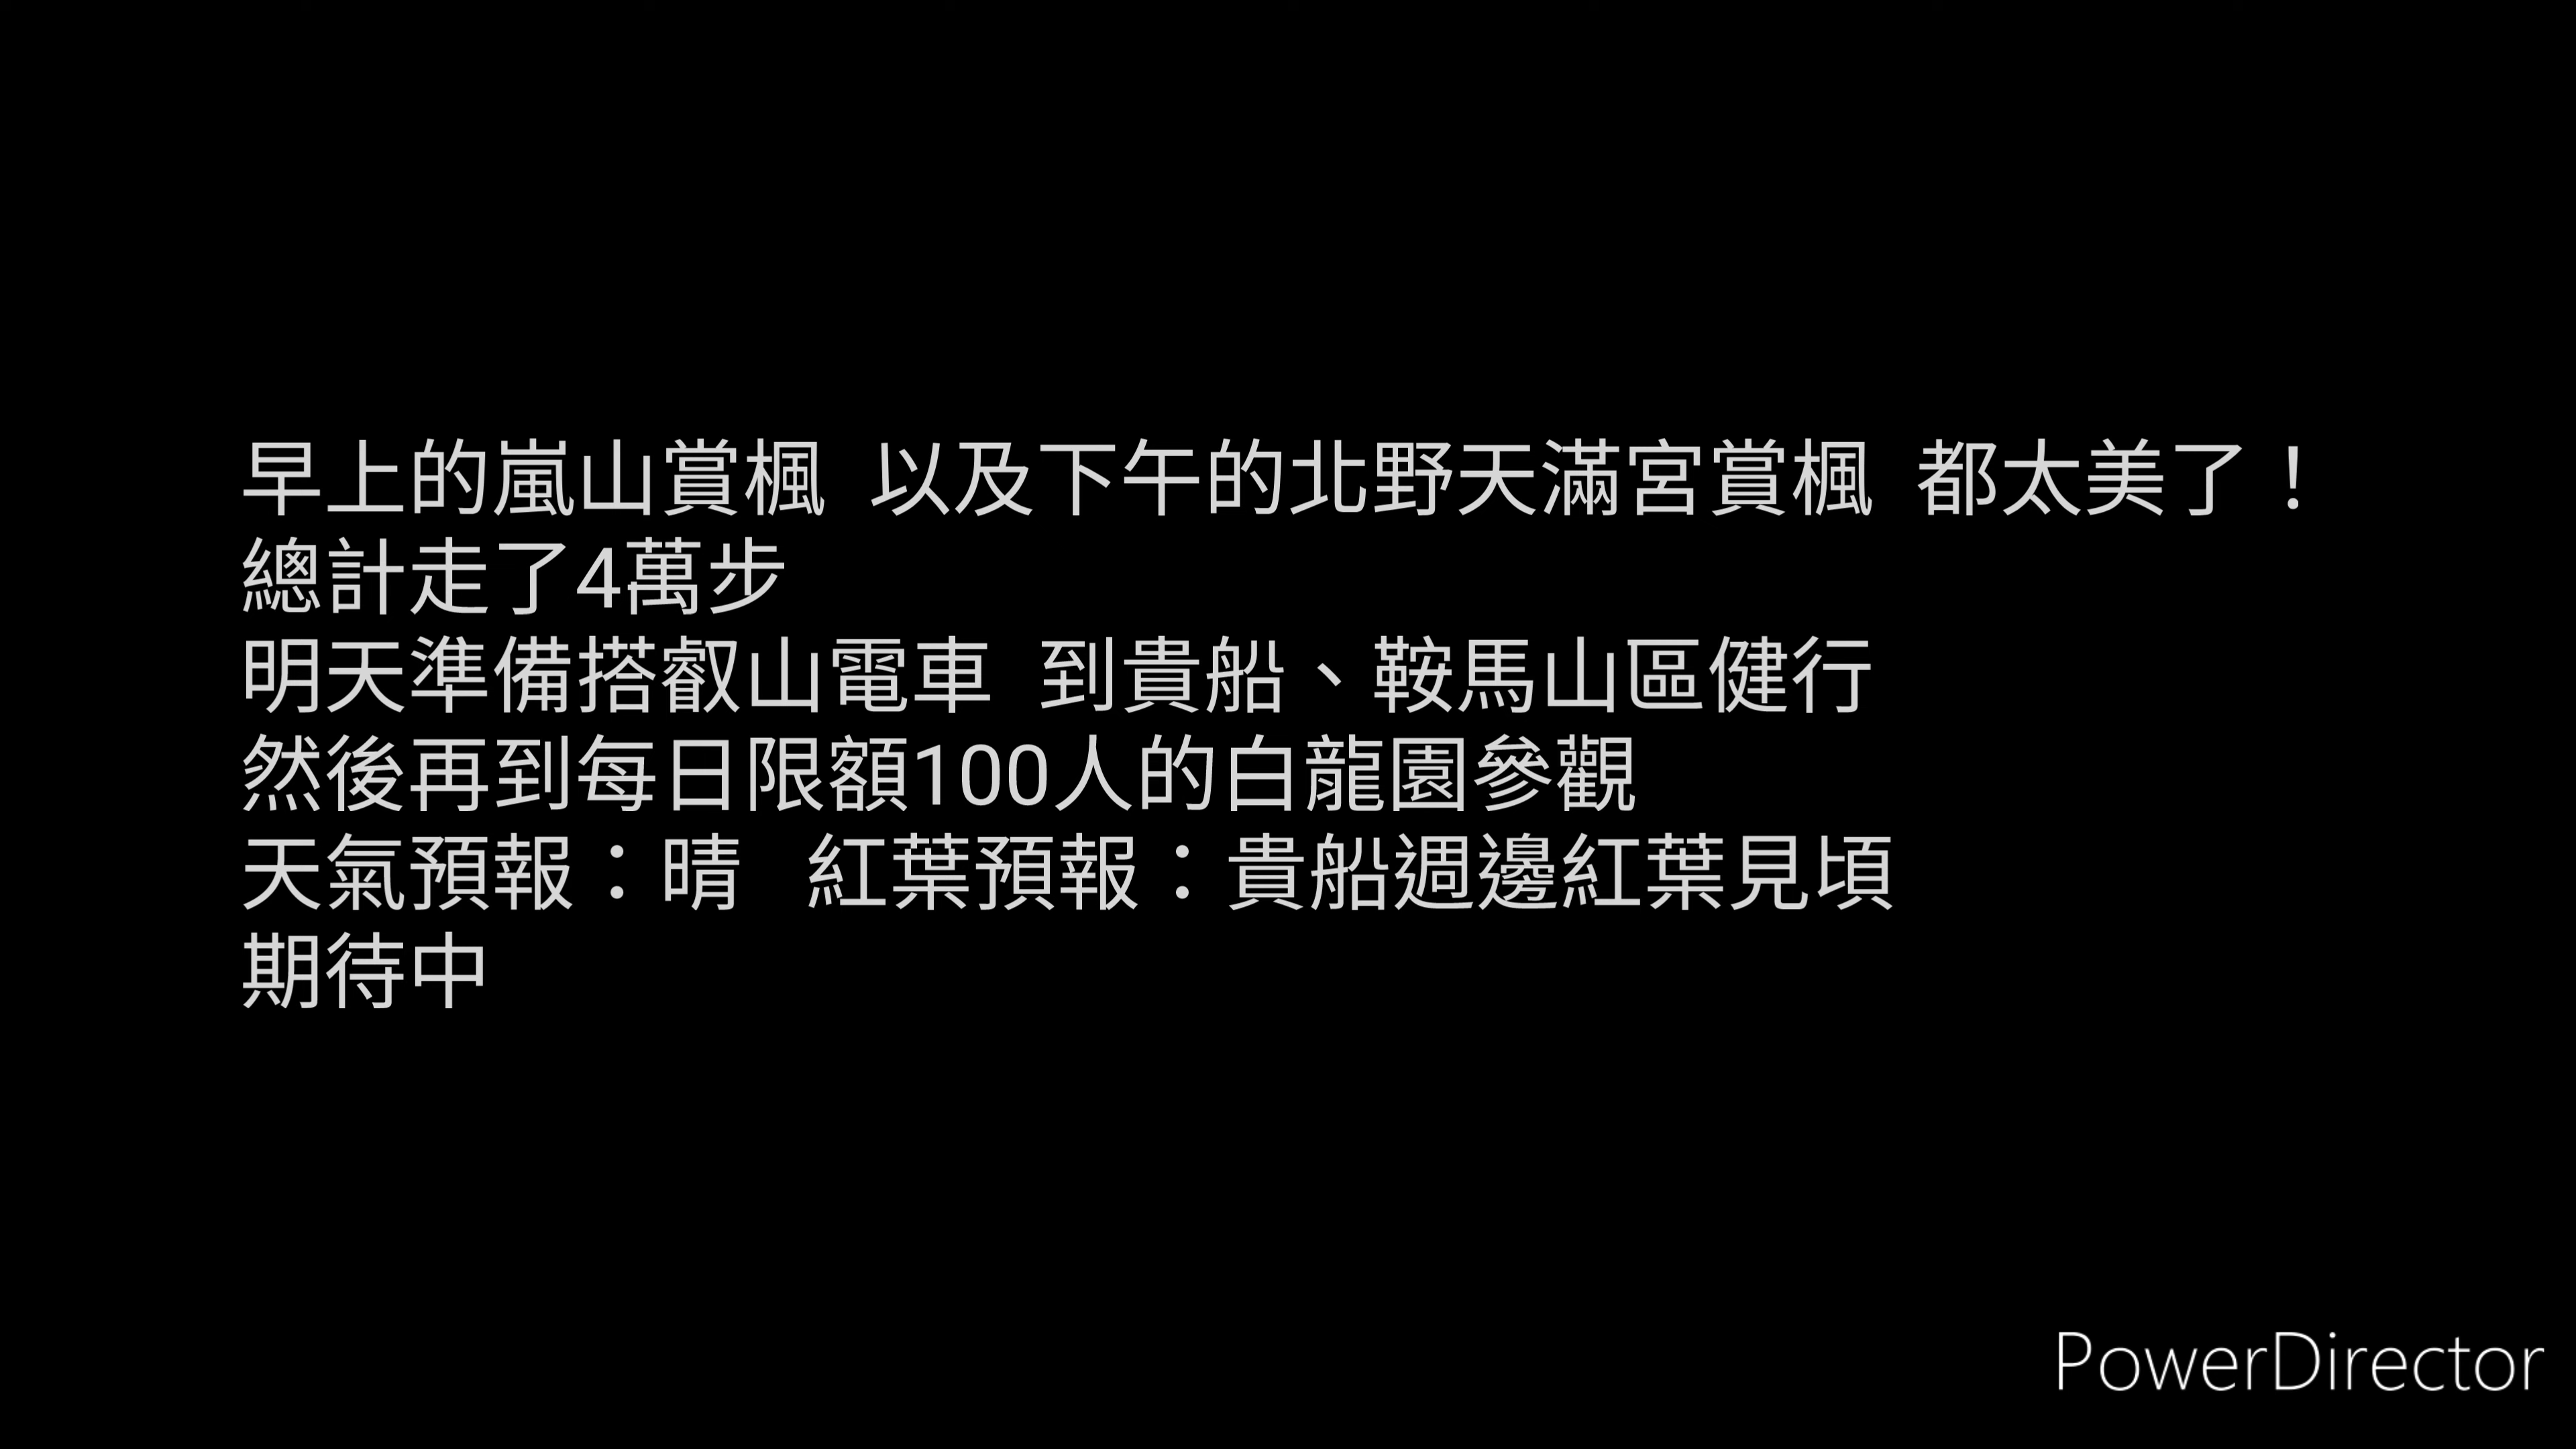 早上的嵐山賞楓 以及下午的北野天滿宮賞楓 都太美了！
總計走了4萬步
明天準備搭叡山電車 到貴船、鞍馬山區健行
然後再到每日限額100人的白龍園參觀
天氣預報：晴 紅葉預報：貴船週邊紅葉見頃
期待中
PowerDirector